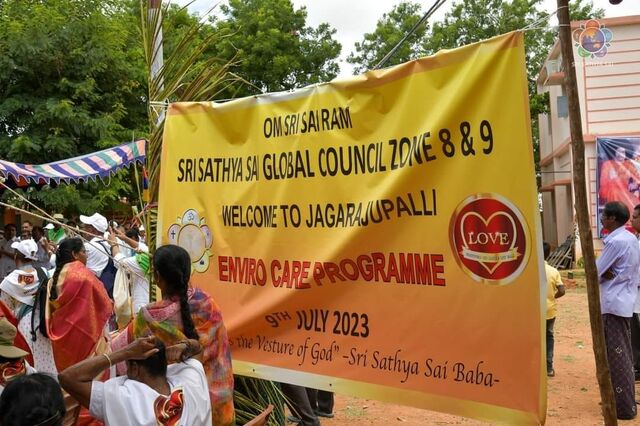 OM SRI SAI RAM
SRI SATHYA SAI GLOBAL COUNCIL ZONE 8 & 9
WELCOME TO JAGARAJUPALLI
LOVE
ENVIRO CARE PROGRAMME
9TH JULY 2023
the Vesture of God" -Sri Sathya Sai Baba-